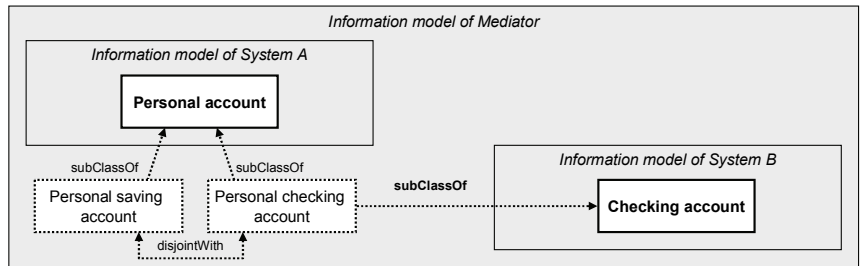 Information model of Mediator
Information model of System A
Personal account
subClassOf
subClassOf
Information model of System B
Personal saving
account
Personal checking
account
subClassOf
Checking account
disjointWith